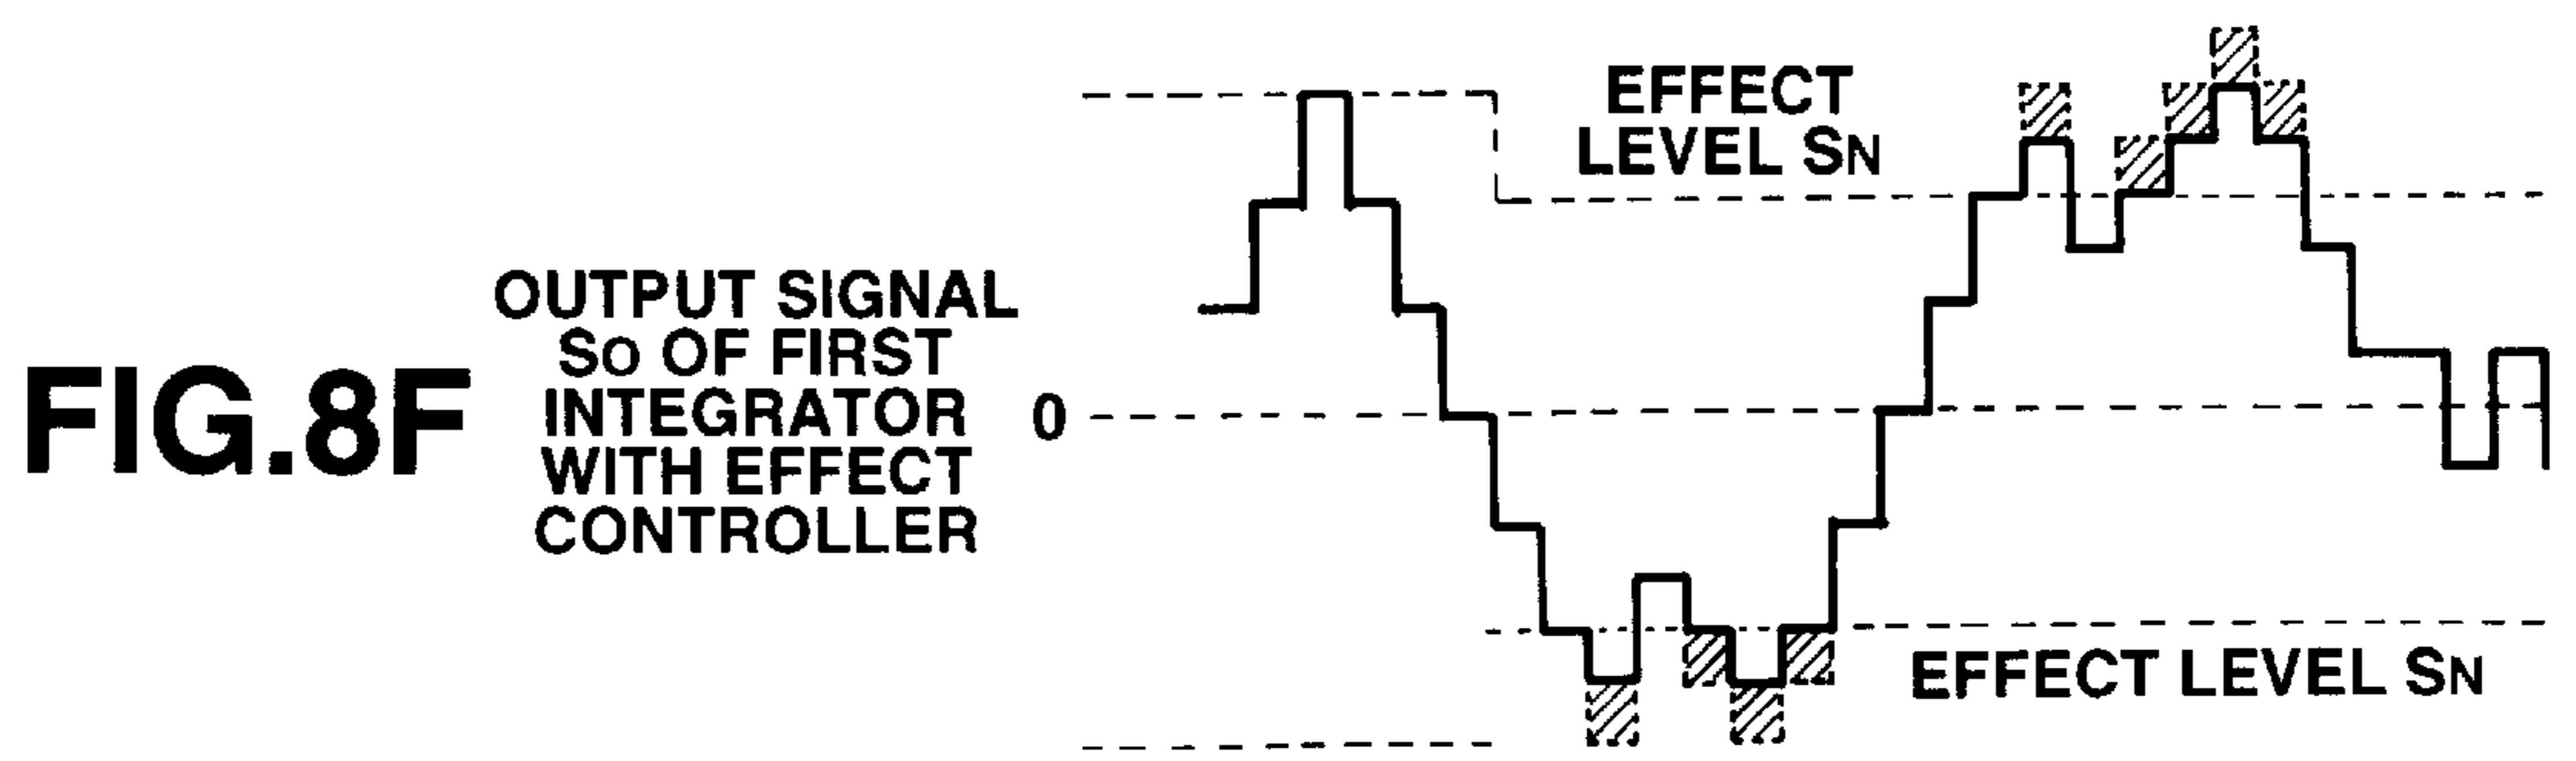 FIG.8F
OUTPUT SIGNAL
SO OF FIRST
INTEGRATOR
WITH EFFECT
CONTROLLER
0
EFFECT
LEVEL SN
EFFECT LEVEL SN